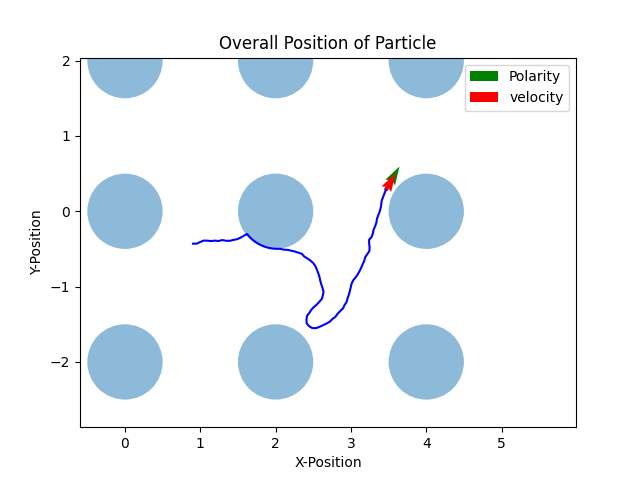 Overall Position of Particle
Polarity
velocity
2
1
0
−1
−2
Y-Position
0
1
2
3
4
5
X-Position